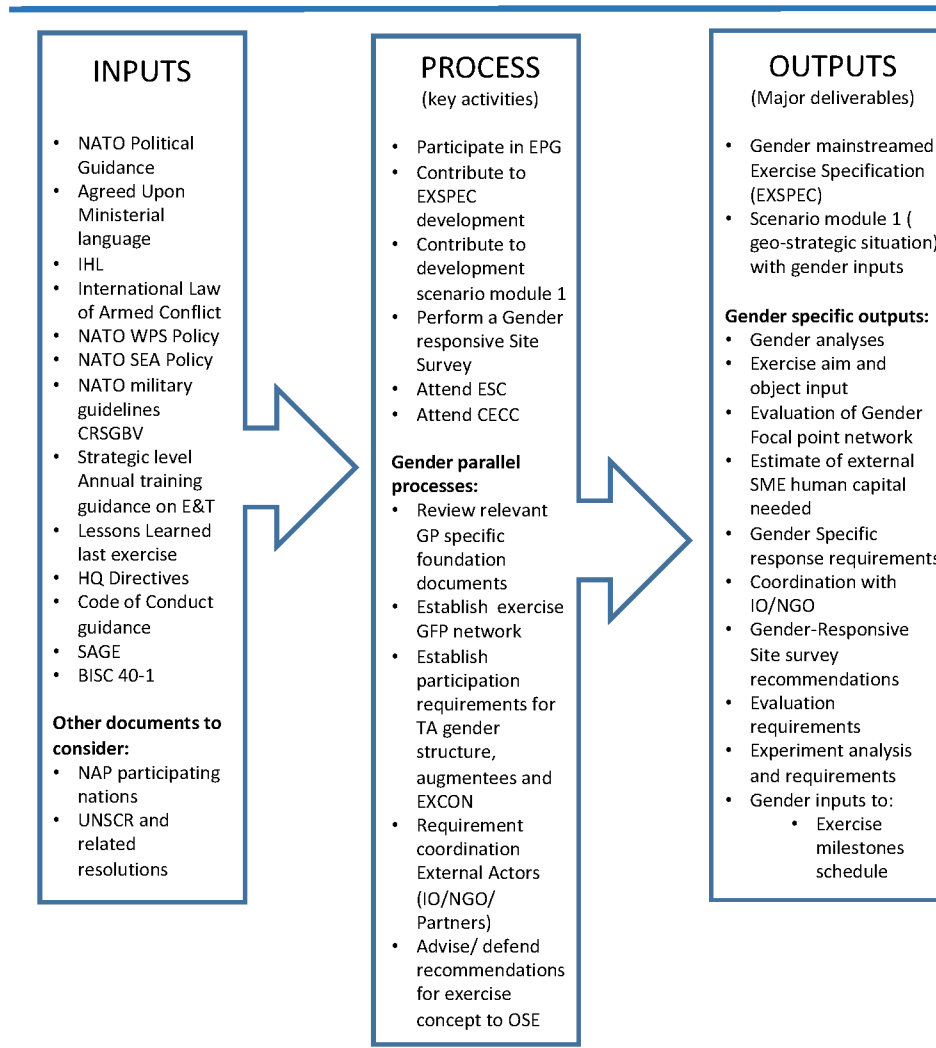 INPUTS
• NATO Political
Guidance
• Agreed Upon
Ministerial
language
• IHL
• International Law
of Armed Conflict
• NATO WPS Policy
• NATO SEA Policy
• NATO military
guidelines
CRSGBV
• Strategic level
Annual training
guidance on E&T
• Lessons Learned
last exercise
• HQ Directives
• Code of Conduct
guidance
• SAGE
• BISC 40-1
Other documents to
consider:
• NAP participating
nations
• UNSCR and
related
resolutions
PROCESS
(key activities)
• Participate in EPG
• Contribute to
EXSPEC
development
• Contribute to
development
scenario module 1
• Perform a Gender
responsive Site
Survey
• Attend ESC
• Attend CECC
Gender parallel
processes:
• Review relevant
GP specific
foundation
documents
• Establish exercise
GFP network
• Establish
participation
requirements for
TA gender
structure,
augmentees and
EXCON
• Requirement
coordination
External Actors
(IO/NGO/
Partners)
• Advise/ defend
recommendations
for exercise
concept to OSE
OUTPUTS
(Major deliverables)
• Gender mainstreamed
Exercise Specification
(EXSPEC)
• Scenario module 1 (
geo-strategic situation)
with gender inputs
Gender specific outputs:
• Gender analyses
• Exercise aim and
object input
• Evaluation of Gender
Focal point network
• Estimate of external
SME human capital
needed
• Gender Specific
response requirements
• Coordination with
IO/NGO
• Gender-Responsive
Site survey
recommendations
• Evaluation
requirements
• Experiment analysis
and requirements
• Gender inputs to:
• Exercise
milestones
schedule